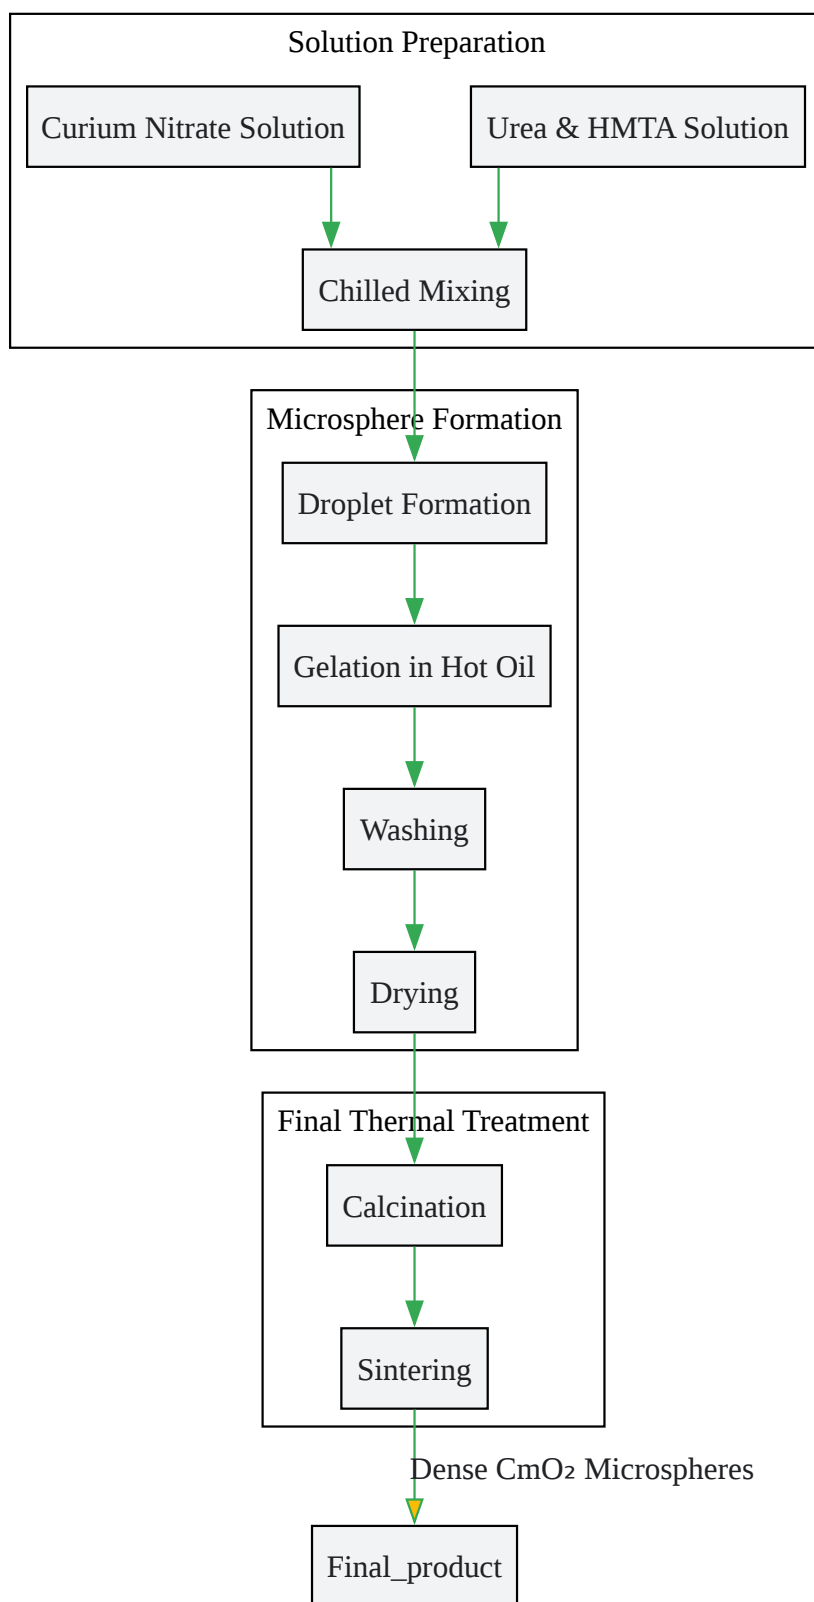 Solution Preparation
Curium Nitrate Solution
Urea & HMTA Solution
Chilled Mixing
Microsphere Formation
Droplet Formation
Gelation in Hot Oil
Washing
Drying
Final Thermal Treatment
Calcination
Sintering
Dense CmO₂ Microspheres
Final_product